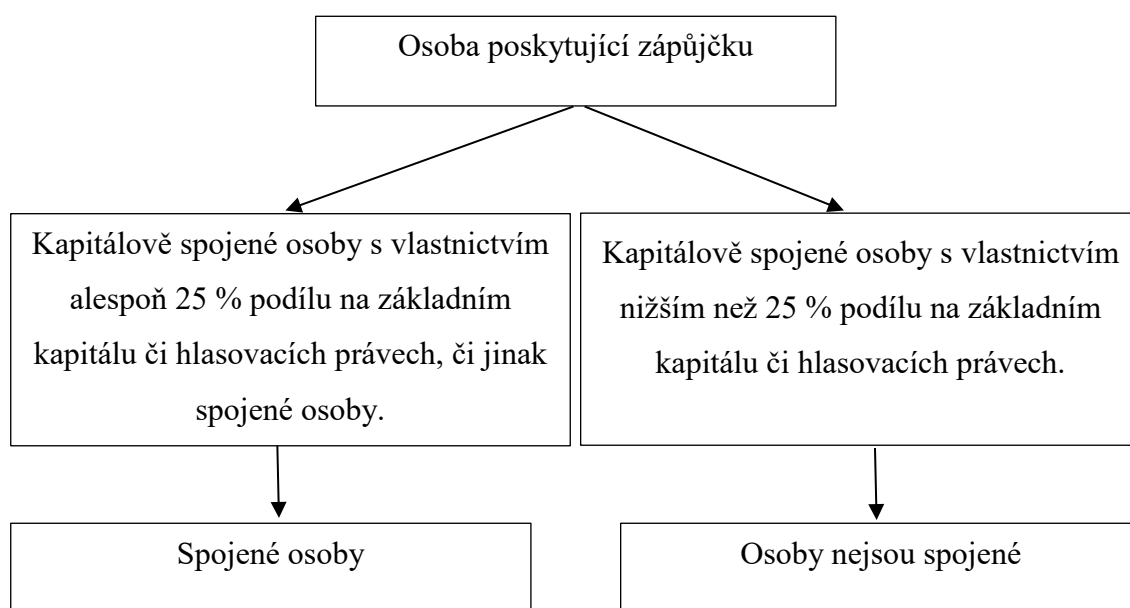 Osoba poskytující zápůjčku
Kapitálově spojené osoby s vlastnictvím
alespoň 25 % podílu na základním
kapitálu či hlasovacích právech, či jinak
spojené osoby.
Kapitálově spojené osoby s vlastnictvím
nižším než 25 % podílu na základním
kapitálu či hlasovacích právech.
Spojené osoby
Osoby nejsou spojené